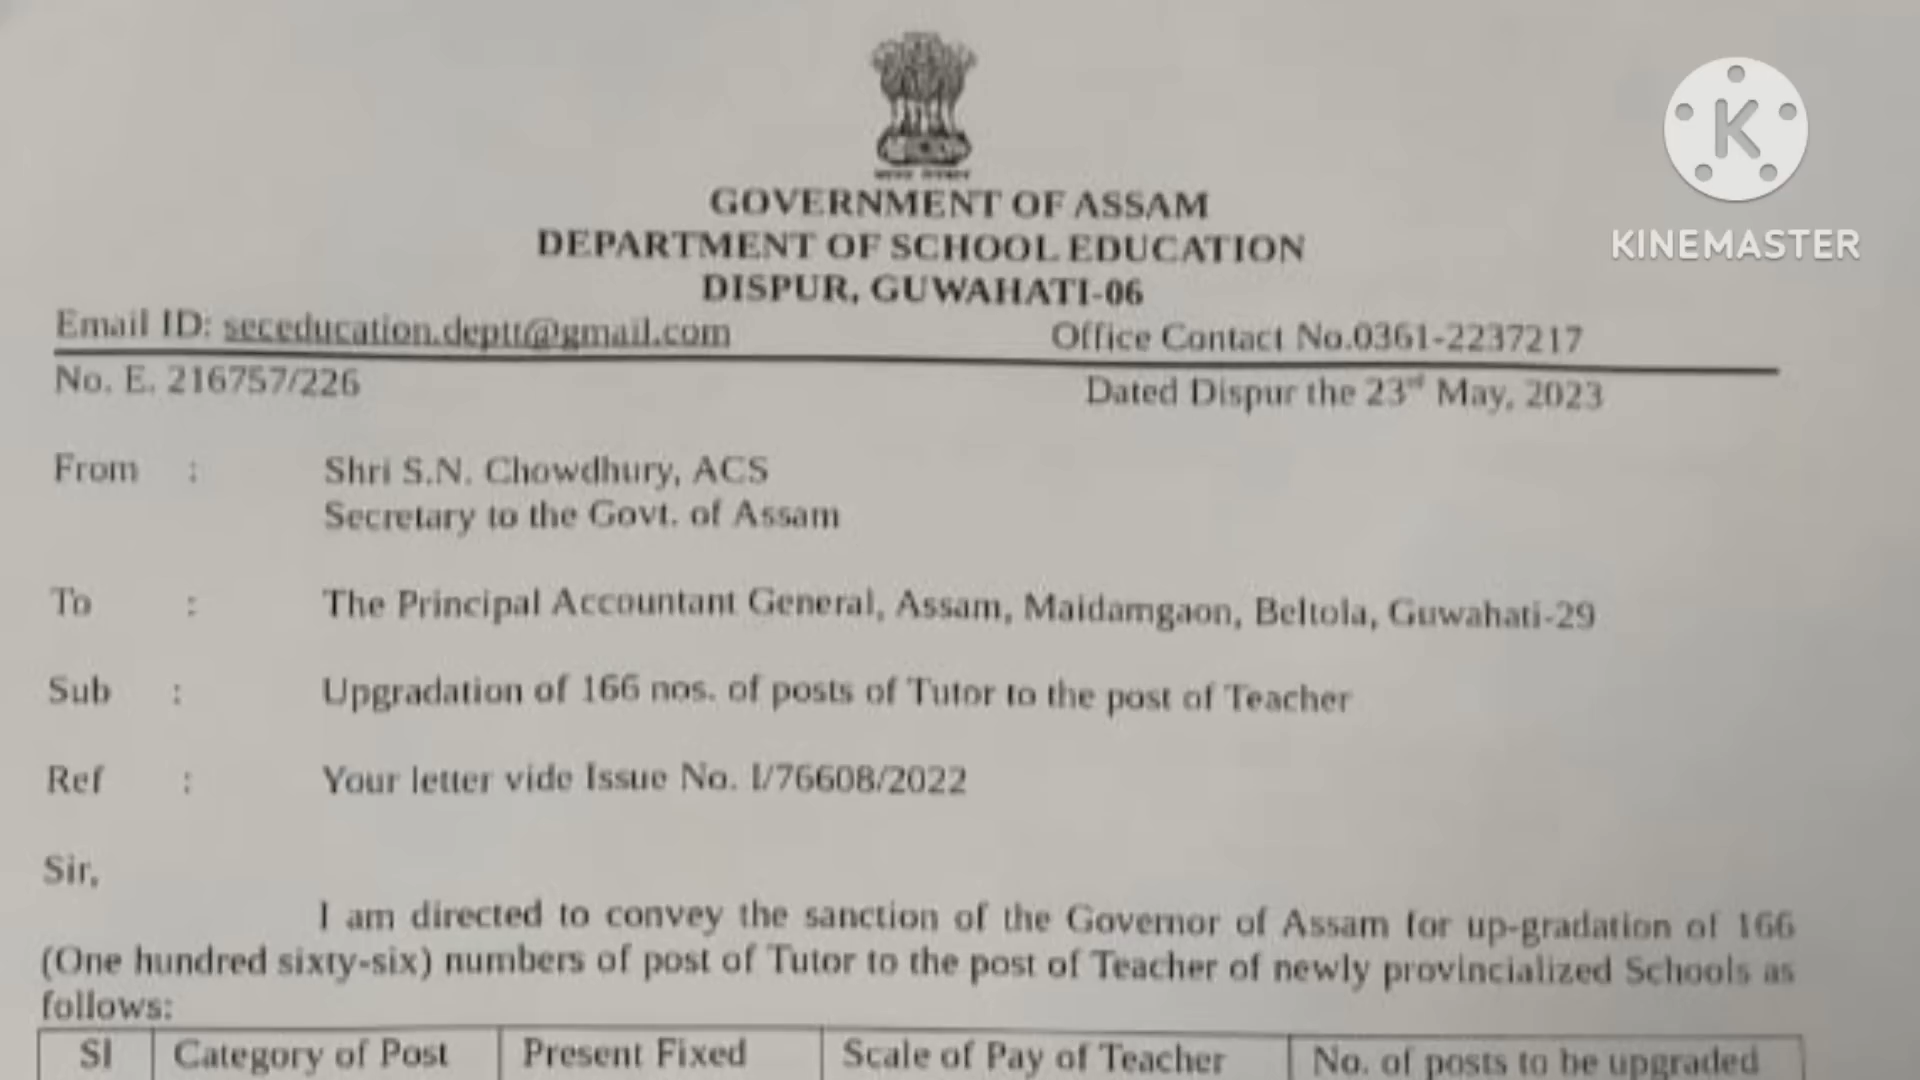 GOVERNMENT OF ASSAM
DEPARTMENT OF SCHOOL EDUCATION
DISPUR, GUWAHATI-06
K
KINEMASTER
Email ID: seceducation.deptt@gmail.com Office Contact No.0361-2237217
No. E. 216757/226 Dated Dispur the 23rd May, 2023
From : Shri S.N. Chowdhury, ACS
Secretary to the Govt. of Assam
To : The Principal Accountant General, Assam, Maidamgaon, Beltola, Guwahati-29
Sub : Upgradation of 166 nos. of posts of Tutor to the post of Teacher
Ref : Your letter vide Issue No. I/76608/2022
Sir,
I am directed to convey the sanction of the Governor of Assam for up-gradation of 166
(One hundred sixty-six) numbers of post of Tutor to the post of Teacher of newly provincialized Schools as
follows:
Sl Category of Post Present Fixed Scale of Pay of Teacher No. of posts to be upgraded